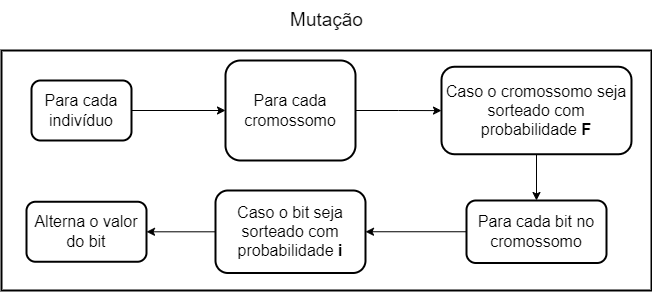 Mutação
Para cada
indivíduo
Para cada
cromossomo
Caso o cromossomo seja
sorteado com
probabilidade F
Para cada bit no
cromossomo
Caso o bit seja
sorteado com
probabilidade i
Alterna o valor
do bit